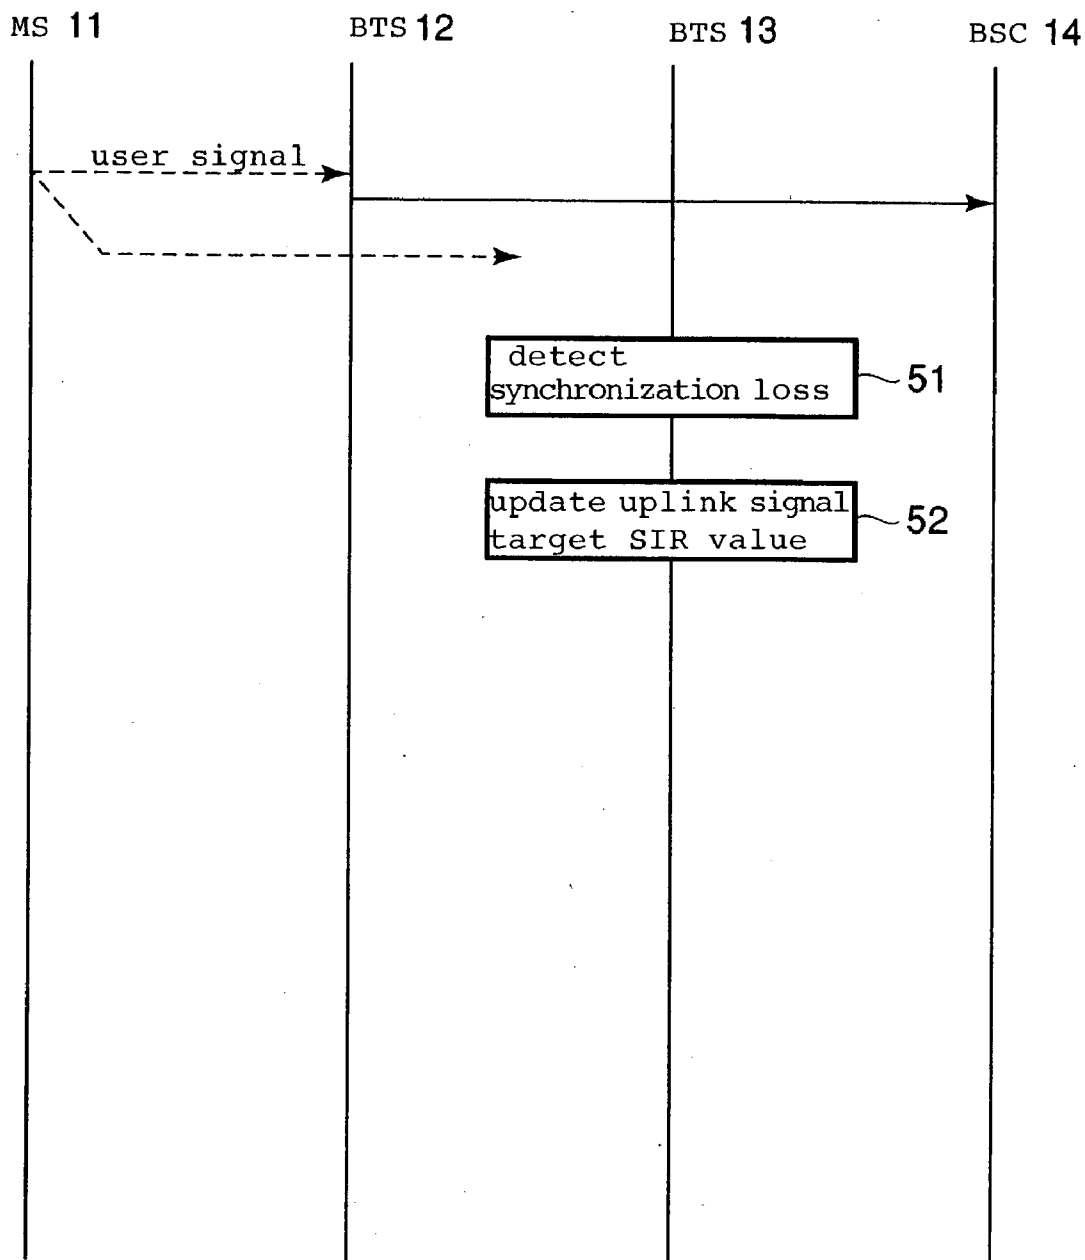 MS 11
BTS 12
BTS 13
BSC 14
user signal
detect
synchronization loss
51
update uplink signal
target SIR value
52